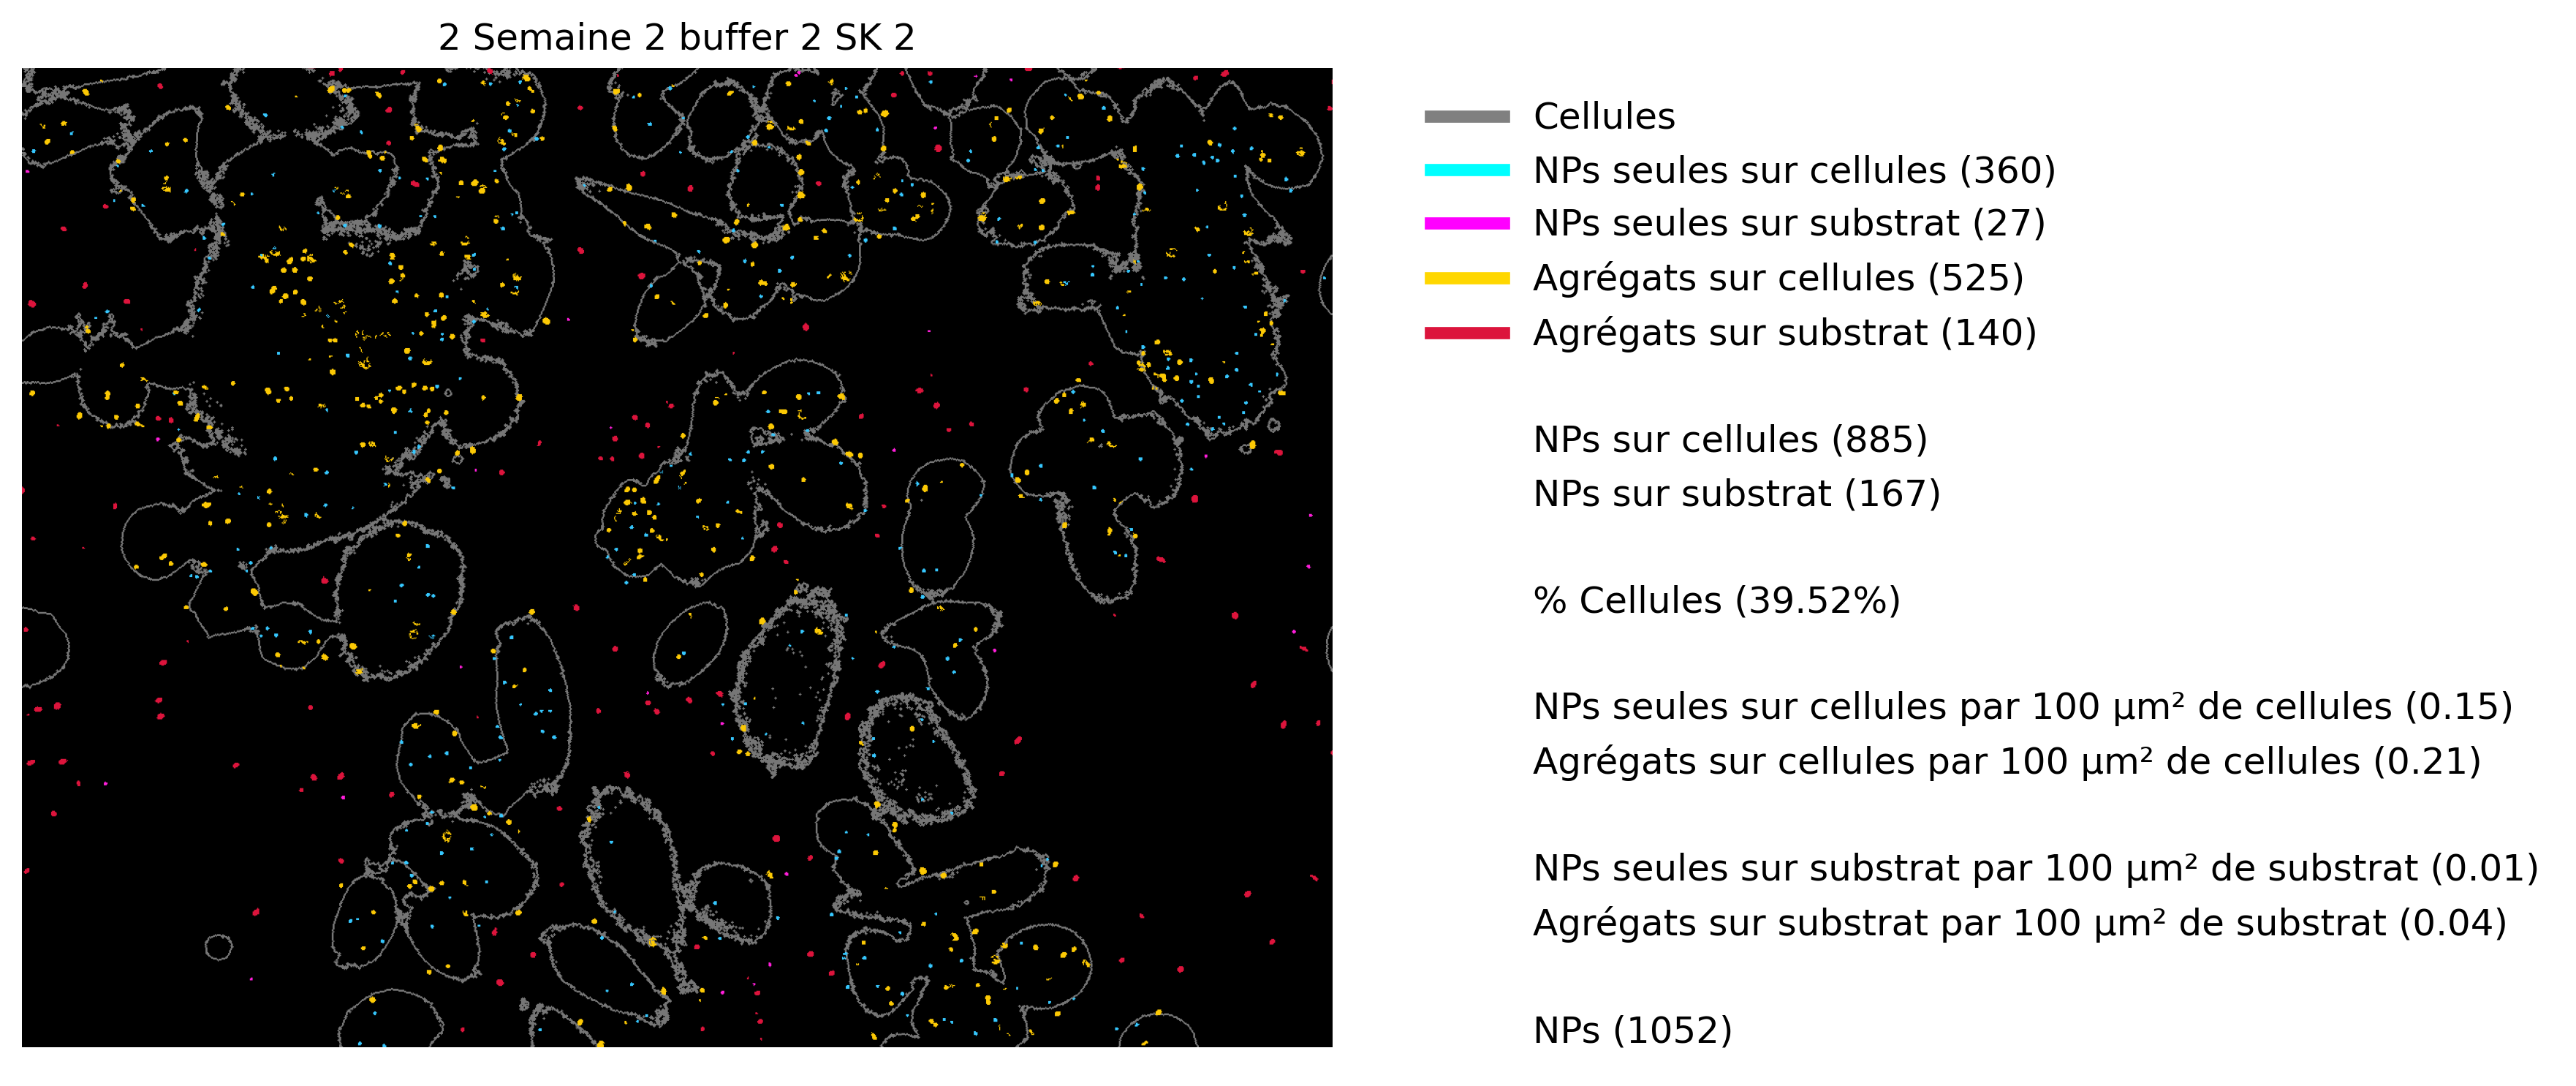 2 Semaine 2 buffer 2 SK 2
Cellules
NPs seules sur cellules (360)
NPs seules sur substrat (27)
Agrégats sur cellules (525)
Agrégats sur substrat (140)
NPs sur cellules (885)
NPs sur substrat (167)
% Cellules (39.52%)
NPs seules sur cellules par 100 µm² de cellules (0.15)
Agrégats sur cellules par 100 µm² de cellules (0.21)
NPs seules sur substrat par 100 µm² de substrat (0.01)
Agrégats sur substrat par 100 µm² de substrat (0.04)
NPs (1052)